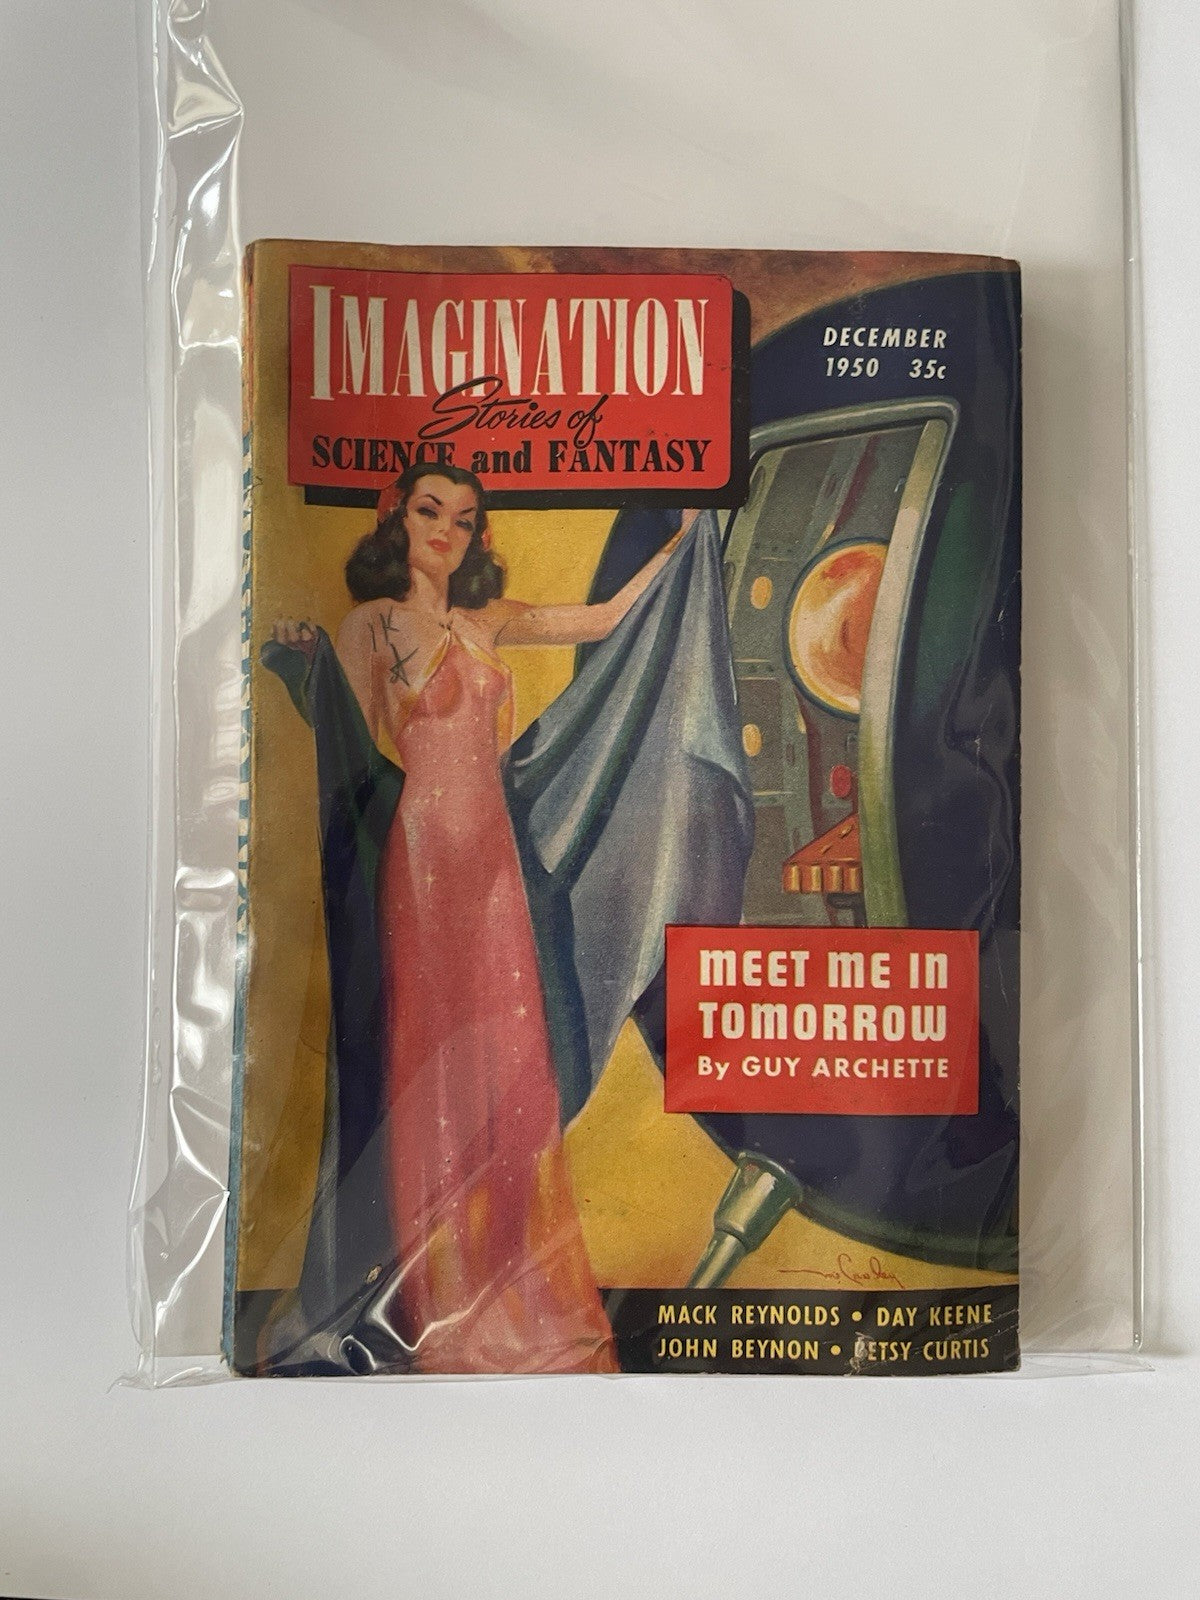 IMAGINATION
Stories of
SCIENCE and FANTASY
DECEMBER
1950 35c
MEET ME IN
TOMORROW
By GUY ARCHETTE
McCauley
MACK REYNOLDS • DAY KEENE
JOHN BEYNON • BETSY CURTIS